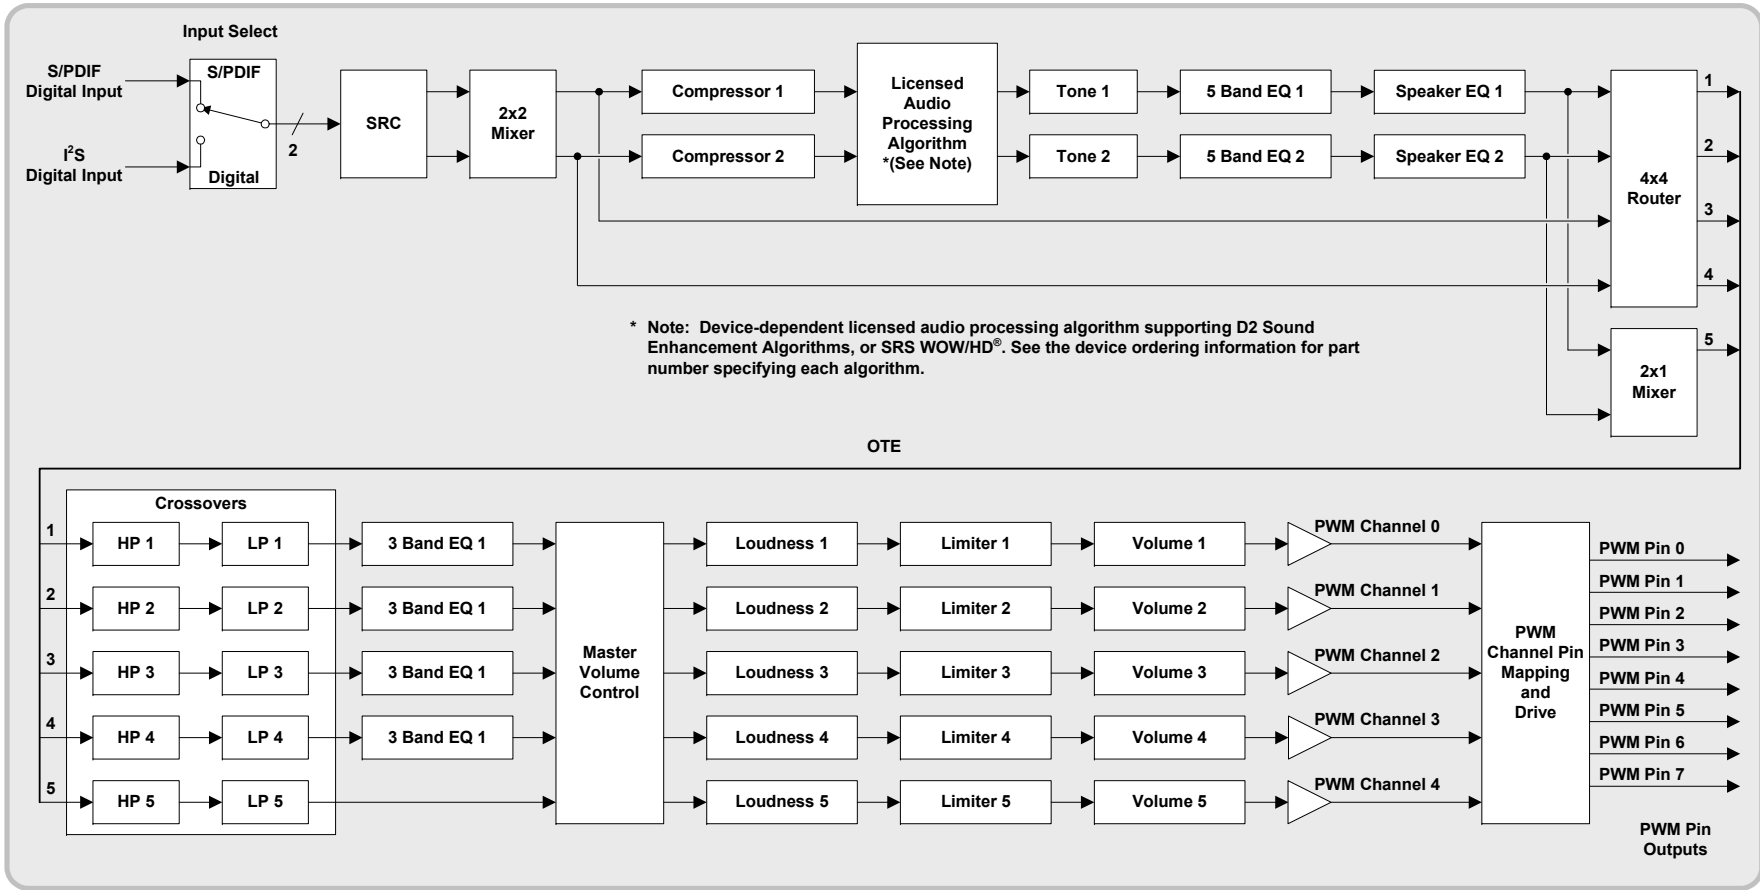 Input Select
S/PDIF
Digital Input
I²S
Digital Input
S/PDIF
Digital
2
SRC
2x2
Mixer
Compressor 1
Compressor 2
Licensed
Audio
Processing
Algorithm
*(See Note)
Tone 1
Tone 2
5 Band EQ 1
5 Band EQ 2
Speaker EQ 1
Speaker EQ 2
4x4
Router
1
2
3
4
2x1
Mixer
5
* Note: Device-dependent licensed audio processing algorithm supporting D2 Sound
Enhancement Algorithms, or SRS WOW/HD®. See the device ordering information for part
number specifying each algorithm.
OTE
Crossovers
1
HP 1
LP 1
3 Band EQ 1
2
HP 2
LP 2
3 Band EQ 1
3
HP 3
LP 3
3 Band EQ 1
4
HP 4
LP 4
3 Band EQ 1
5
HP 5
LP 5
Master
Volume
Control
Loudness 1
Limiter 1
Volume 1
PWM Channel 0
Loudness 2
Limiter 2
Volume 2
PWM Channel 1
Loudness 3
Limiter 3
Volume 3
PWM Channel 2
Loudness 4
Limiter 4
Volume 4
PWM Channel 3
Loudness 5
Limiter 5
Volume 5
PWM Channel 4
PWM
Channel Pin
Mapping
and
Drive
PWM Pin 0
PWM Pin 1
PWM Pin 2
PWM Pin 3
PWM Pin 4
PWM Pin 5
PWM Pin 6
PWM Pin 7
PWM Pin
Outputs